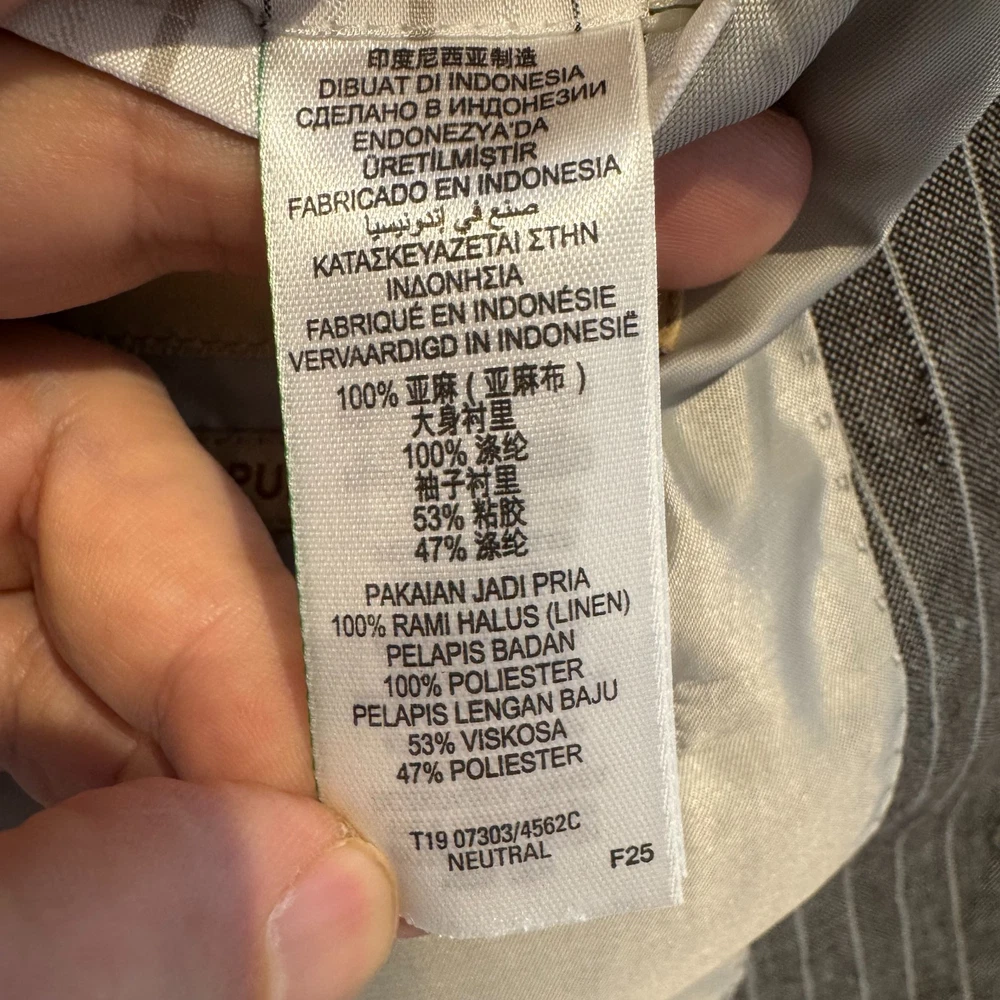 印度尼西亚制造
DIBUAT DI INDONESIA
СДЕЛАНО В ИНДОНЕЗИИ
ENDONEZYA'DA
ÜRETİLMİŞTİR
FABRICADO EN INDONESIA
صنع في إندونيسيا
ΚΑΤΑΣΚΕΥΑΖΕΤΑΙ ΣΤΗΝ
ΙΝΔΟΝΗΣΙΑ
FABRIQUÉ EN INDONÉSIE
VERVAARDIGD IN INDONESIË
100% 亚麻 ( 亚麻布 )
大身衬里
100% 涤纶
袖子衬里
53% 粘胶
47% 涤纶
PAKAIAN JADI PRIA
100% RAMI HALUS (LINEN)
PELAPIS BADAN
100% POLIESTER
PELAPIS LENGAN BAJU
53% VISKOSA
47% POLIESTER
T19 07303/4562C
NEUTRAL
F25